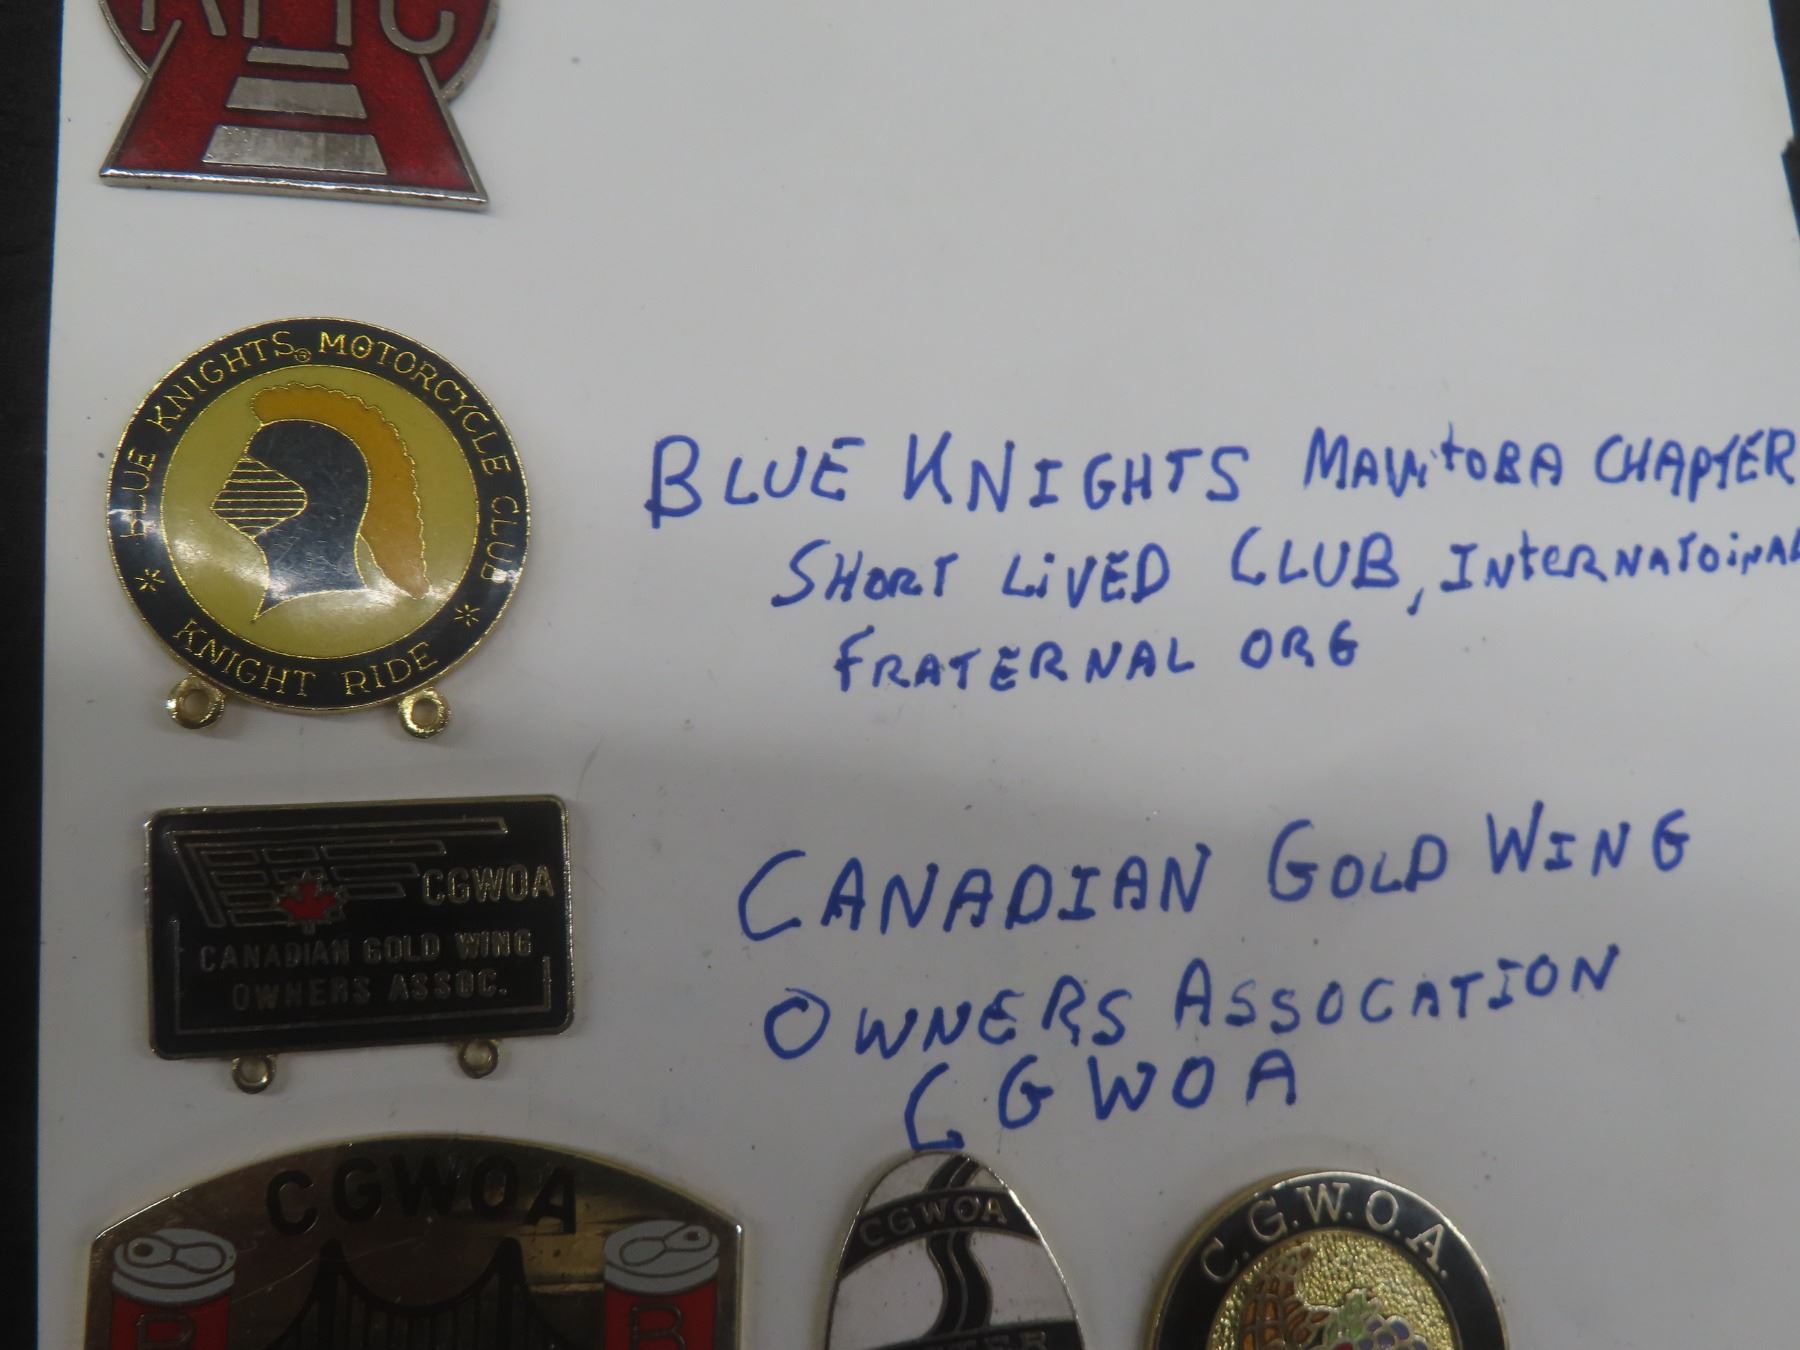 BLUE KNIGHTS® MOTORCYCLE CLUB
KNIGHT RIDE
BLUE KNIGHTS MANiTOBA CHAPTER
SHORT LiVED CLUB, INTERNATOINAL
FRATERNAL ORG
CGWOA
CANADIAN GOLD WING
OWNERS ASSOC.
CANADIAN GOLD WING
OWNERS ASSOCATION
CGWOA
CGWOA
CGWOA
C.G.W.O.A.